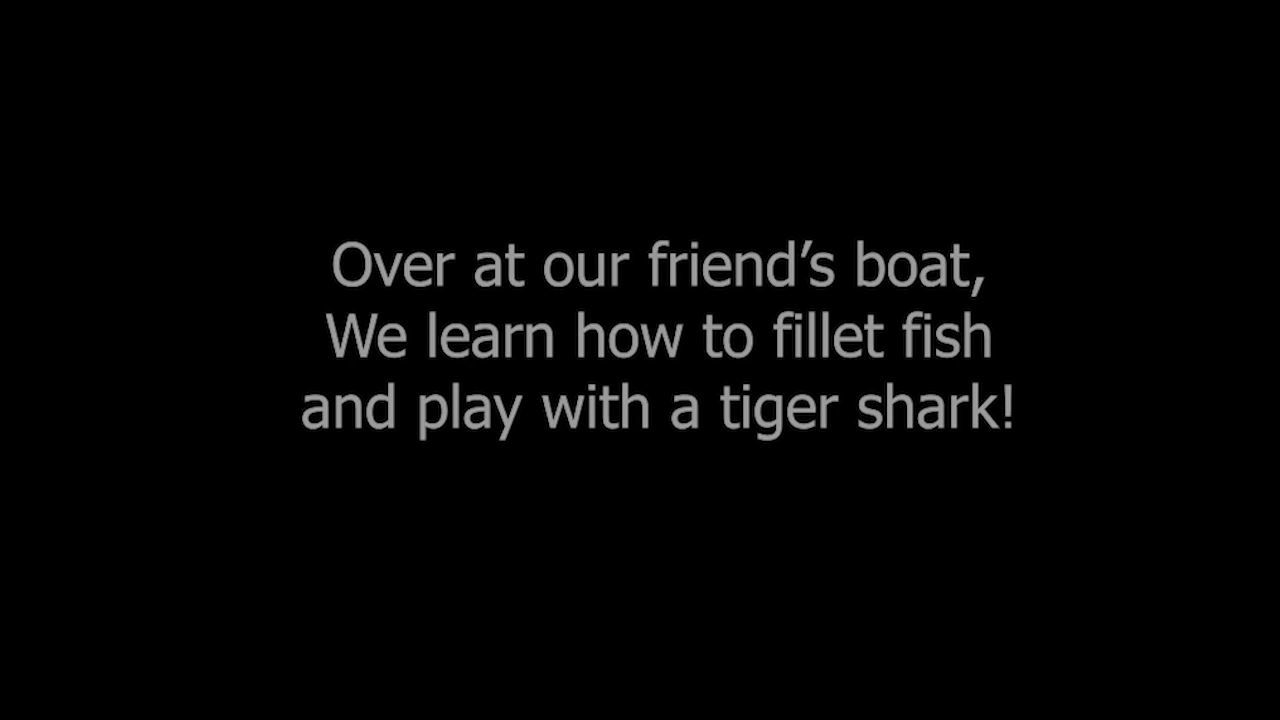 Over at our friend’s boat,
We learn how to fillet fish
and play with a tiger shark!